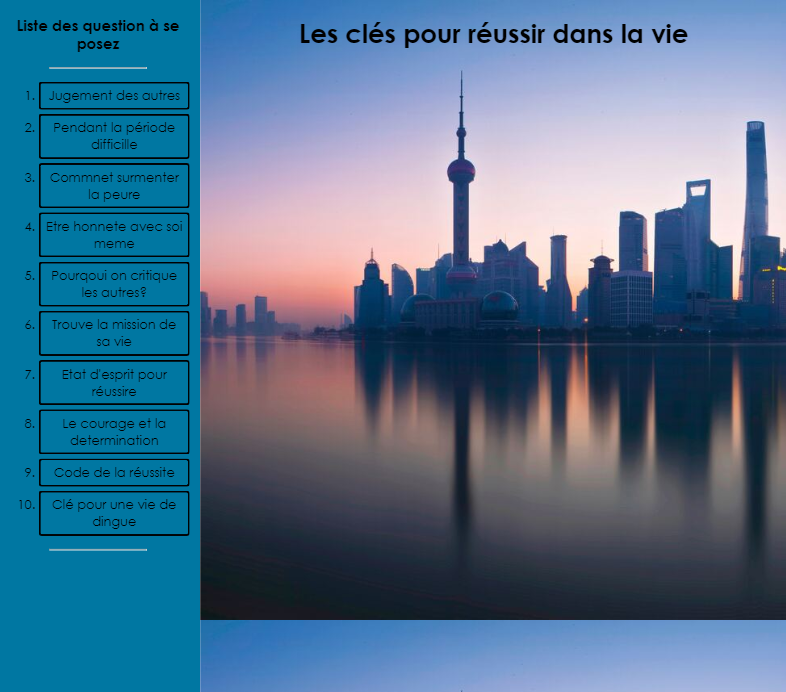 Liste des question à se
posez
1. Jugement des autres
2. Pendant la période
difficilie
3. Commnet surmenter
la peure
4. Etre honnete avec soi
meme
5. Pourqoui on critique
les autres?
6. Trouve la mission de
sa vie
7. Etat d'esprit pour
réussire
8. Le courage et la
determination
9. Code de la réussite
10. Clé pour une vie de
dingue
Les clés pour réussir dans la vie